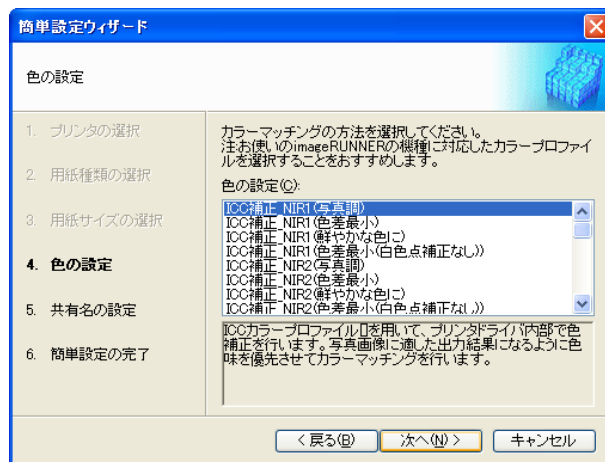 簡単設定ウィザード
色の設定
1. プリンタの選択
2. 用紙種類の選択
3. 用紙サイズの選択
4. 色の設定
5. 共有名の設定
6. 簡単設定の完了
カラーマッチングの方法を選択してください。
注:お使いのimageRUNNERの機種に対応したカラープロファイ
ルを選択することをおすすめします。
色の設定(C):
ICC補正_NIR1(写真調)
ICC補正_NIR1(色差最小)
ICC補正_NIR1(鮮やかな色に)
ICC補正_NIR1(色差最小(白色点補正なし))
ICC補正_NIR2(写真調)
ICC補正_NIR2(色差最小)
ICC補正_NIR2(鮮やかな色に)
ICC補正_NIR2(色差最小(白色点補正なし))
ICCカラープロファイル[]を用いて、プリンタドライバ内部で色
補正を行います。写真画像に適した出力結果になるように色
味を優先させてカラーマッチングを行います。
< 戻る(B)
次へ(N) >
キャンセル